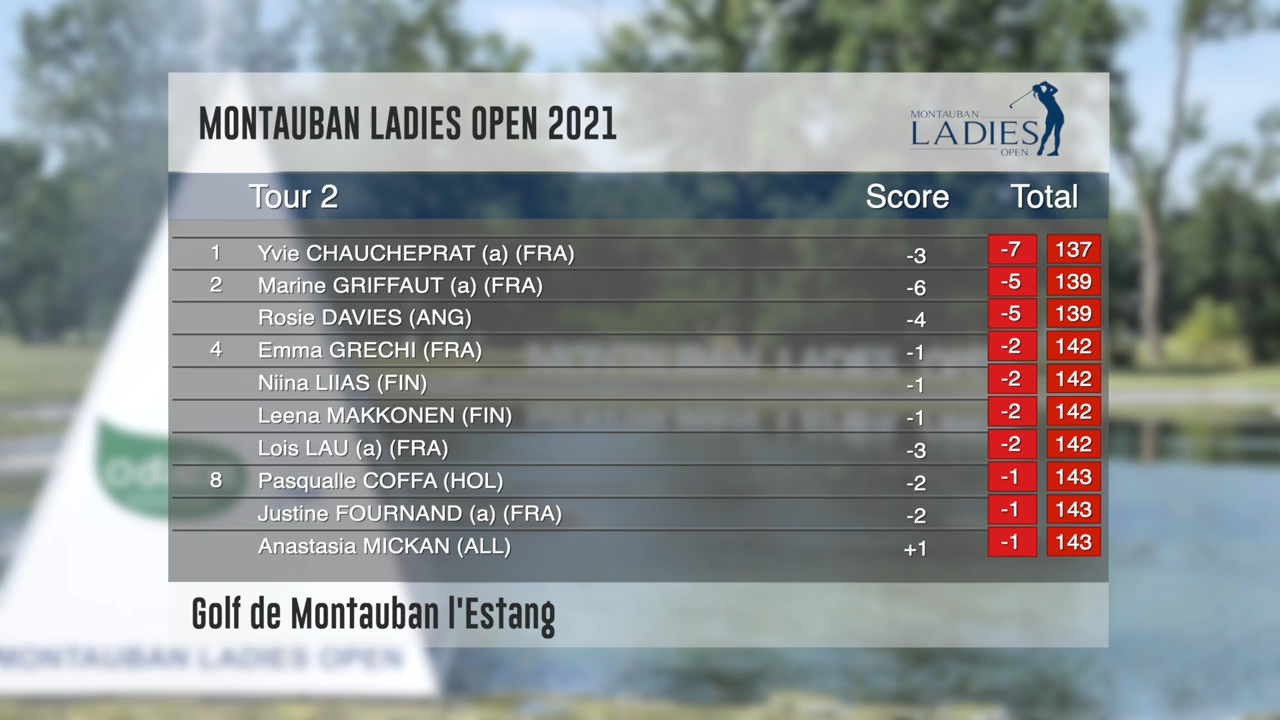 MONTAUBAN LADIES OPEN 2021
MONTAUBAN
LADIES
OPEN
Tour 2 Score Total
1 Yvie CHAUCHEPRAT (a) (FRA) -3 -7 137
2 Marine GRIFFAUT (a) (FRA) -6 -5 139
Rosie DAVIES (ANG) -4 -5 139
4 Emma GRECHI (FRA) -1 -2 142
Niina LIIAS (FIN) -1 -2 142
Leena MAKKONEN (FIN) -1 -2 142
Lois LAU (a) (FRA) -3 -2 142
8 Pasqualle COFFA (HOL) -2 -1 143
Justine FOURNAND (a) (FRA) -2 -1 143
Anastasia MICKAN (ALL) +1 -1 143
Golf de Montauban l'Estang
MONTAUBAN LADIES OPEN